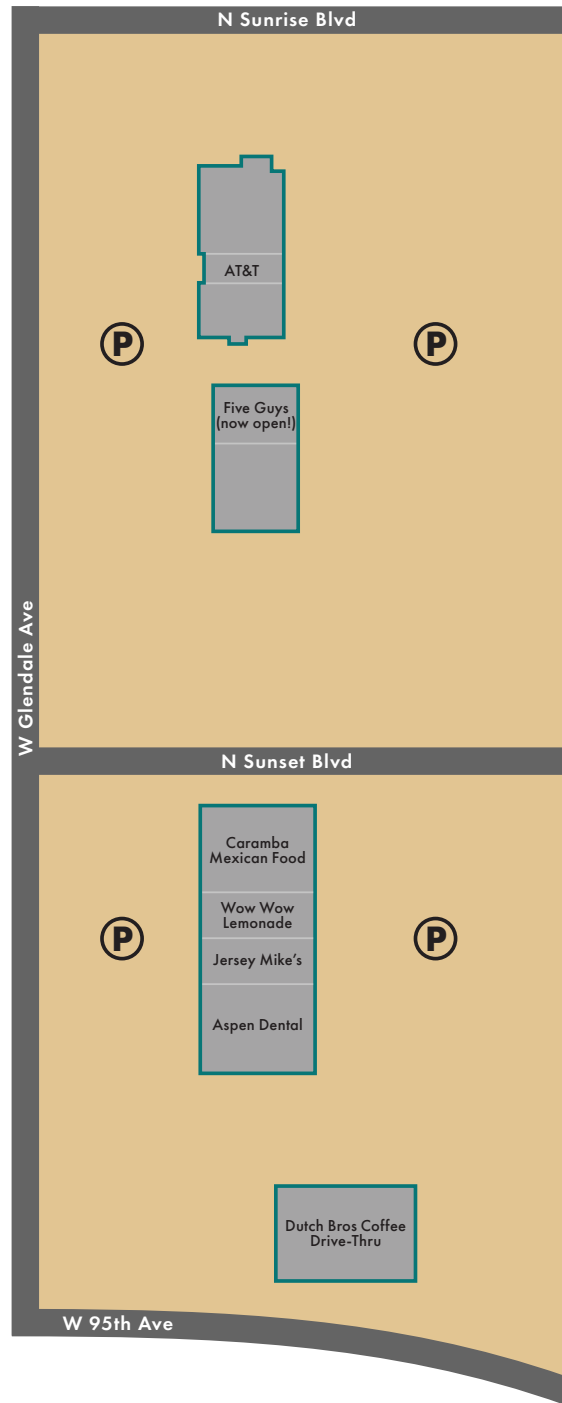 N Sunrise Blvd
AT&T
P
P
Five Guys
(now open!)
W Glendale Ave
N Sunset Blvd
Caramba
Mexican Food
Wow Wow
Lemonade
P
P
Jersey Mike's
Aspen Dental
Dutch Bros Coffee
Drive-Thru
W 95th Ave